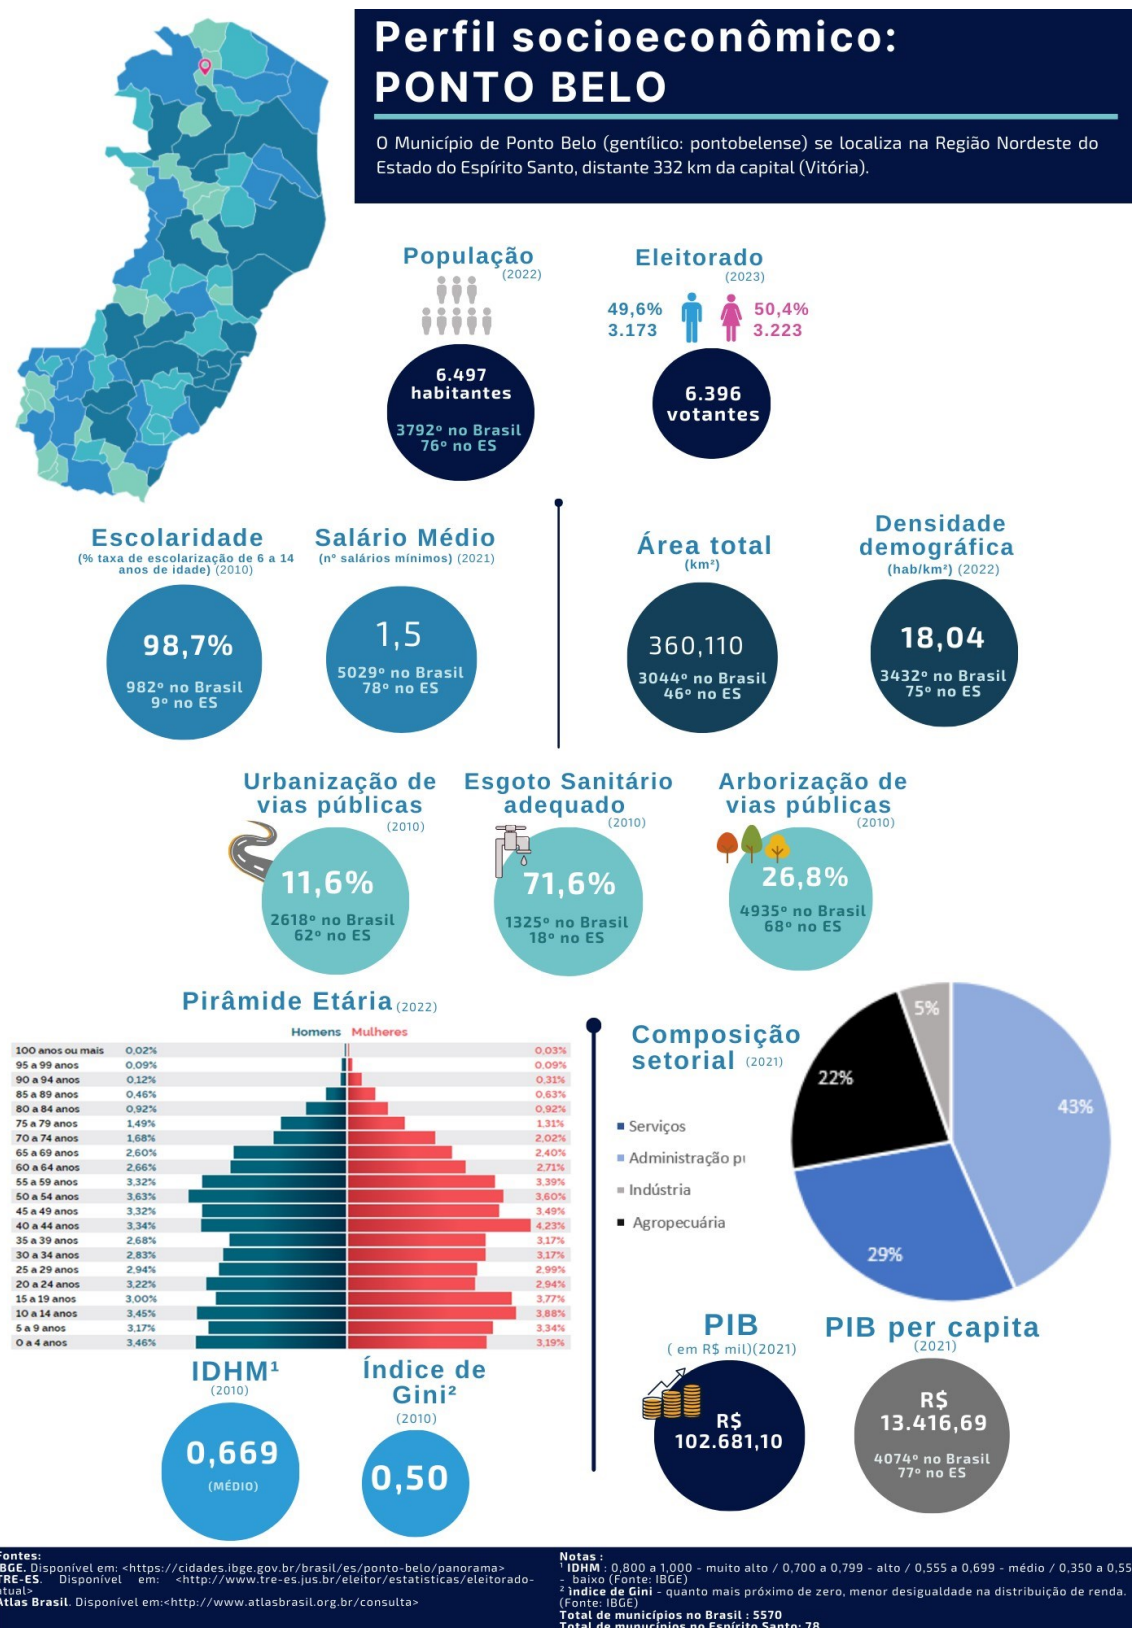 Perfil socioeconômico:
PONTO BELO
O Município de Ponto Belo (gentílico: pontobelense) se localiza na Região Nordeste do
Estado do Espírito Santo, distante 332 km da capital (Vitória).
População
(2022)
6.497
habitantes
3792º no Brasil
76º no ES
Eleitorado
(2023)
49,6%
3.173
50,4%
3.223
6.396
votantes
Escolaridade
(% taxa de escolarização de 6 a 14
anos de idade) (2010)
98,7%
982º no Brasil
9º no ES
Salário Médio
(nº salários mínimos) (2021)
1,5
5029º no Brasil
78º no ES
Área total
(km²)
360,110
3044º no Brasil
46º no ES
Densidade
demográfica
(hab/km²) (2022)
18,04
3432º no Brasil
75º no ES
Urbanização de
vias públicas
(2010)
11,6%
2618º no Brasil
62º no ES
Esgoto Sanitário
adequado
(2010)
71,6%
1325º no Brasil
18º no ES
Arborização de
vias públicas
(2010)
26,8%
4935º no Brasil
68º no ES
Pirâmide Etária (2022)
Homens Mulheres
100 anos ou mais 0,02% 0,03%
95 a 99 anos 0,09% 0,09%
90 a 94 anos 0,12% 0,31%
85 a 89 anos 0,46% 0,63%
80 a 84 anos 0,92% 0,92%
75 a 79 anos 1,49% 1,31%
70 a 74 anos 1,68% 2,02%
65 a 69 anos 2,60% 2,40%
60 a 64 anos 2,66% 2,71%
55 a 59 anos 3,32% 3,39%
50 a 54 anos 3,63% 3,60%
45 a 49 anos 3,32% 3,49%
40 a 44 anos 3,34% 4,23%
35 a 39 anos 2,68% 3,17%
30 a 34 anos 2,83% 3,17%
25 a 29 anos 2,94% 2,99%
20 a 24 anos 3,22% 2,94%
15 a 19 anos 3,00% 3,77%
10 a 14 anos 3,45% 3,88%
5 a 9 anos 3,17% 3,34%
0 a 4 anos 3,46% 3,19%
Composição
setorial (2021)
Serviços
Administração
Indústria
Agropecuária
5%
22%
43%
29%
IDHM¹
(2010)
0,669
(MÉDIO)
Índice de
Gini²
(2010)
0,50
PIB
( em R$ mil)(2021)
R$
102.681,10
PIB per capita
(2021)
R$
13.416,69
4074º no Brasil
77º no ES
Fontes:
IBGE. Disponível em: <https://cidades.ibge.gov.br/brasil/es/ponto-belo/panorama>
TRE-ES. Disponível em: <http://www.tre-es.jus.br/eleitor/estatisticas/eleitorado-
atual>
Atlas Brasil. Disponível em:<http://www.atlasbrasil.org.br/consulta>
Notas :
¹ IDHM : 0,800 a 1,000 - muito alto / 0,700 a 0,799 - alto / 0,555 a 0,699 - médio / 0,350 a 0,55
- baixo (Fonte: IBGE)
² índice de Gini - quanto mais próximo de zero, menor desigualdade na distribuição de renda.
(Fonte: IBGE)
Total de municípios no Brasil : 5570
Total de munucípios no Espírito Santo: 78